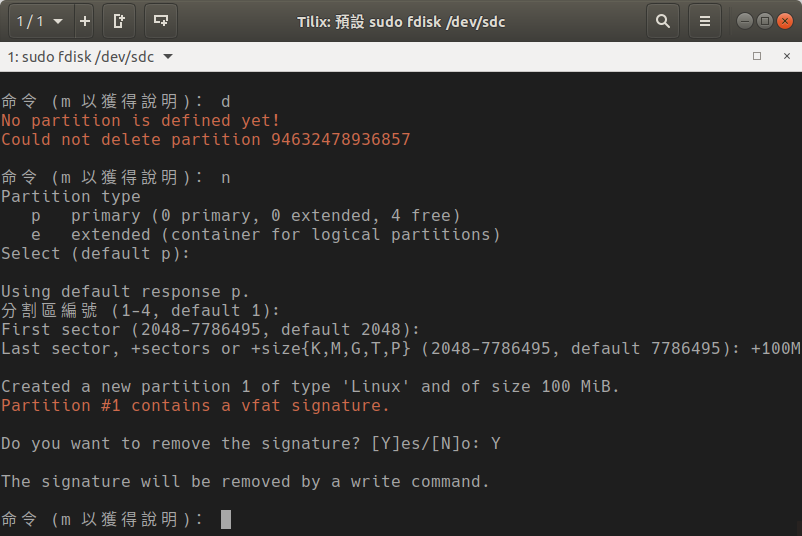 1 / 1
Tilix: 預設 sudo fdisk /dev/sdc
1: sudo fdisk /dev/sdc
命令 (m 以獲得說明)： d
No partition is defined yet!
Could not delete partition 94632478936857
命令 (m 以獲得說明)： n
Partition type
   p   primary (0 primary, 0 extended, 4 free)
   e   extended (container for logical partitions)
Select (default p):
Using default response p.
分割區編號 (1-4, default 1):
First sector (2048-7786495, default 2048):
Last sector, +sectors or +size{K,M,G,T,P} (2048-7786495, default 7786495): +100M
Created a new partition 1 of type 'Linux' and of size 100 MiB.
Partition #1 contains a vfat signature.
Do you want to remove the signature? [Y]es/[N]o: Y
The signature will be removed by a write command.
命令 (m 以獲得說明)：